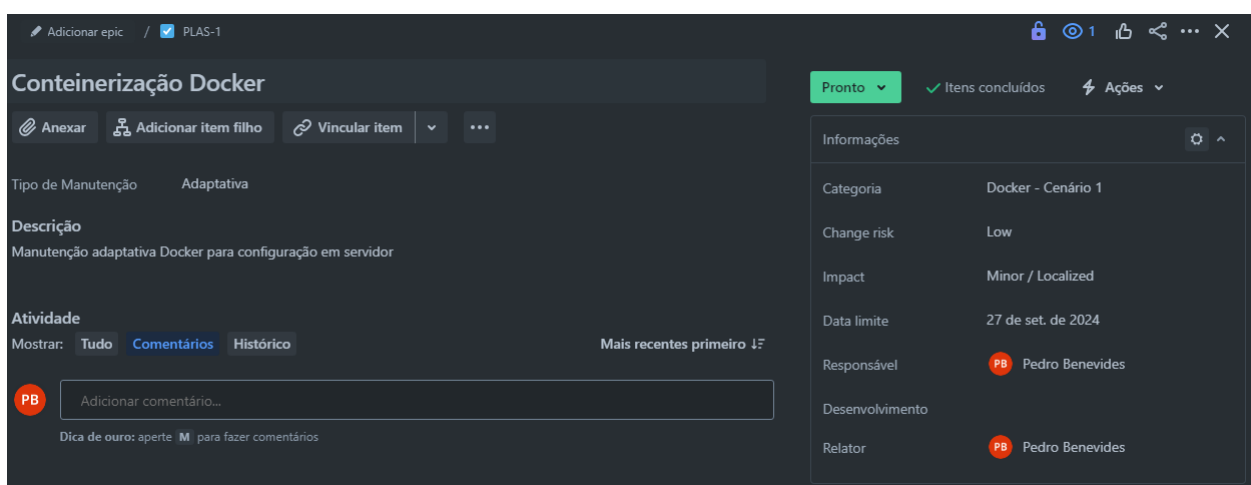 Adicionar epic / PLAS-1
1
Conteinerização Docker
Anexar Adicionar item filho Vincular item
Tipo de Manutenção Adaptativa
Descrição
Manutenção adaptativa Docker para configuração em servidor
Atividade
Mostrar: Tudo Comentários Histórico Mais recentes primeiro
PB Adicionar comentário...
Dica de ouro: aperte M para fazer comentários
Pronto Itens concluídos Ações
Informações
Categoria Docker - Cenário 1
Change risk Low
Impact Minor / Localized
Data limite 27 de set. de 2024
Responsável PB Pedro Benevides
Desenvolvimento
Relator PB Pedro Benevides